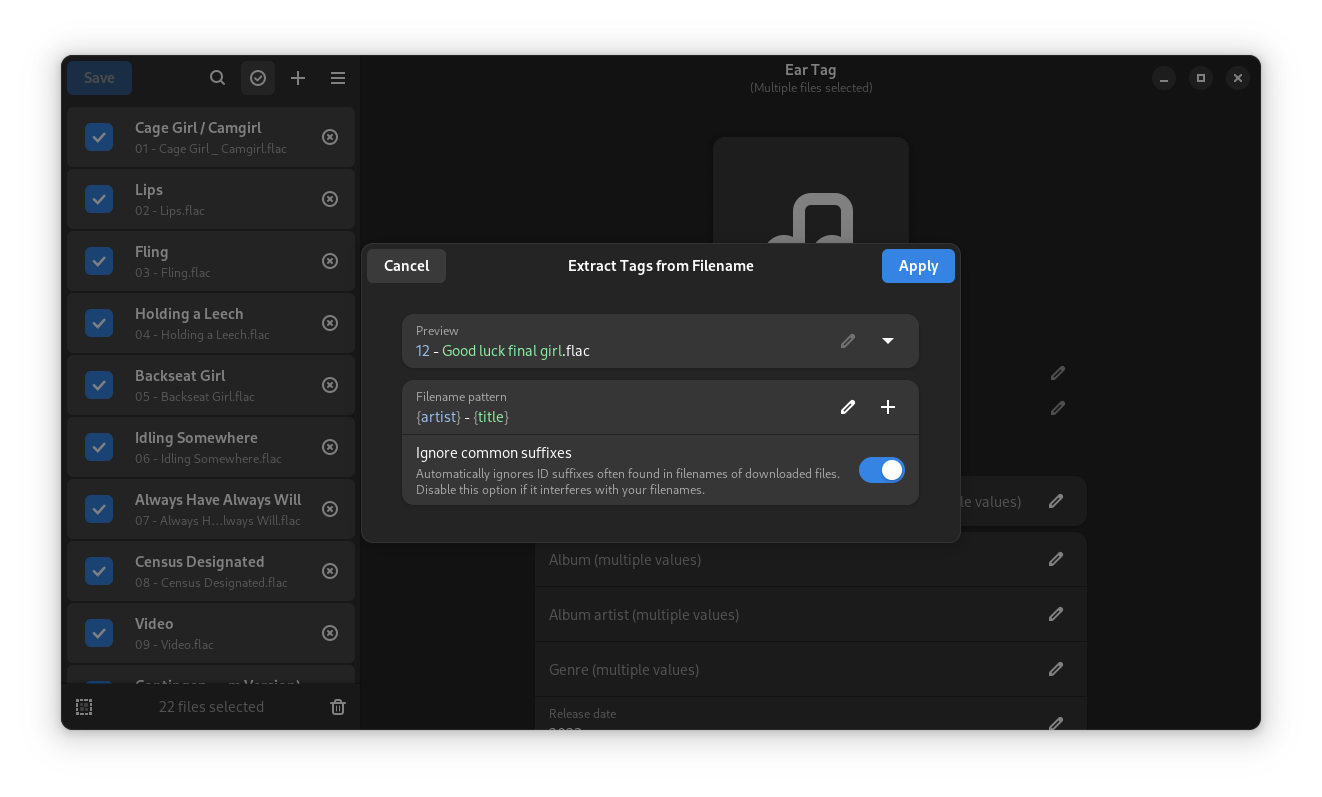 Save
Ear Tag
(Multiple files selected)
Cage Girl / Camgirl
01 - Cage Girl _ Camgirl.flac
Lips
02 - Lips.flac
Fling
03 - Fling.flac
Holding a Leech
04 - Holding a Leech.flac
Backseat Girl
05 - Backseat Girl.flac
Idling Somewhere
06 - Idling Somewhere.flac
Always Have Always Will
07 - Always H…lways Will.flac
Census Designated
08 - Census Designated.flac
Video
09 - Video.flac
22 files selected
Cancel
Extract Tags from Filename
Apply
Preview
12 - Good luck final girl.flac
Filename pattern
{artist} - {title}
Ignore common suffixes
Automatically ignores ID suffixes often found in filenames of downloaded files.
Disable this option if it interferes with your filenames.
values)
Album (multiple values)
Album artist (multiple values)
Genre (multiple values)
Release date